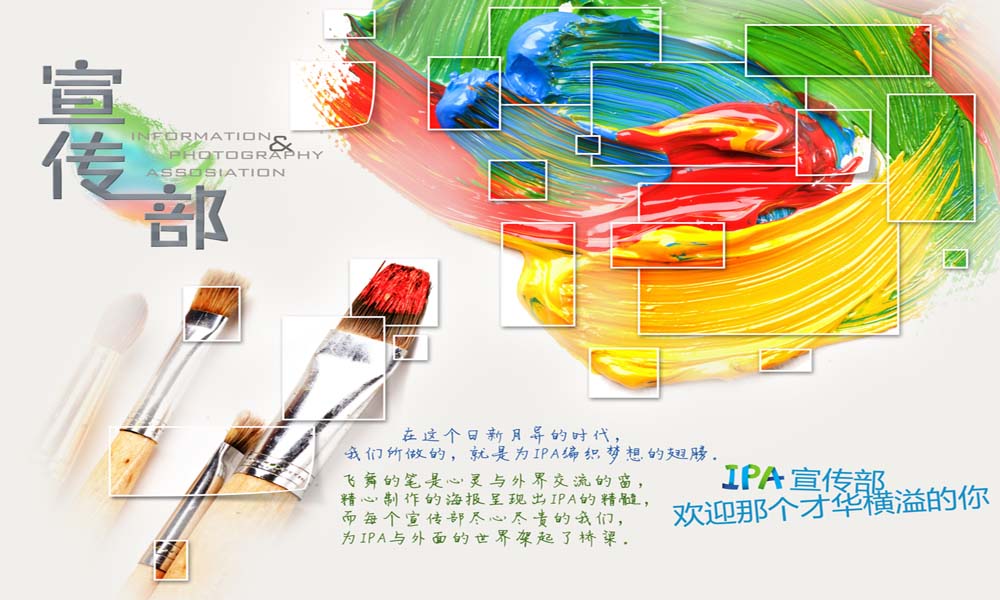 宣传部
INFORMATION
&
PHOTOGRAPHY
ASSOSIATION
在这个日新月异的时代，
我们所做的，就是为IPA编织梦想的翅膀．
飞舞的笔是心灵与外界交流的窗，
精心制作的海报呈现出IPA的精髓，
而每个宣传部尽心尽责的我们，
为IPA与外面的世界架起了桥梁．
IPA 宣传部
欢迎那个才华横溢的你